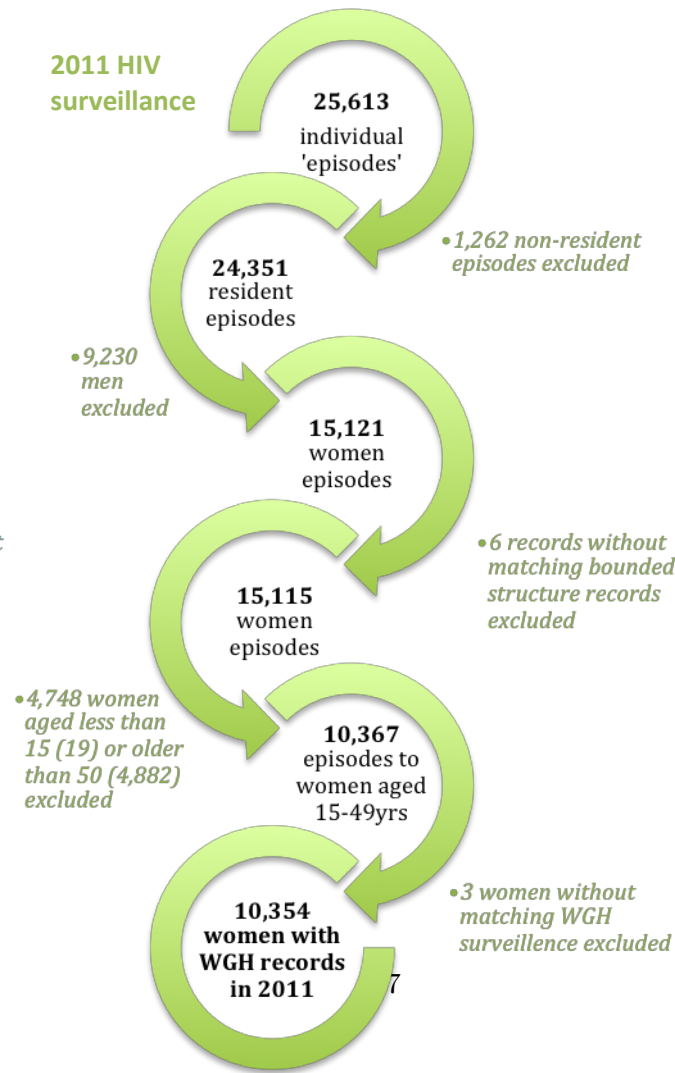 2011 HIV
surveillance
25,613
individual
'episodes'
•1,262 non-resident
episodes excluded
24,351
resident
episodes
•9,230
men
excluded
15,121
women
episodes
t
•6 records without
matching bounded
structure records
excluded
15,115
women
episodes
•4,748 women
aged less than
15 (19) or older
than 50 (4,882)
excluded
10,367
episodes to
women aged
15-49yrs
•3 women without
matching WGH
surveillence excluded
10,354
women with
WGH records
in 2011
7